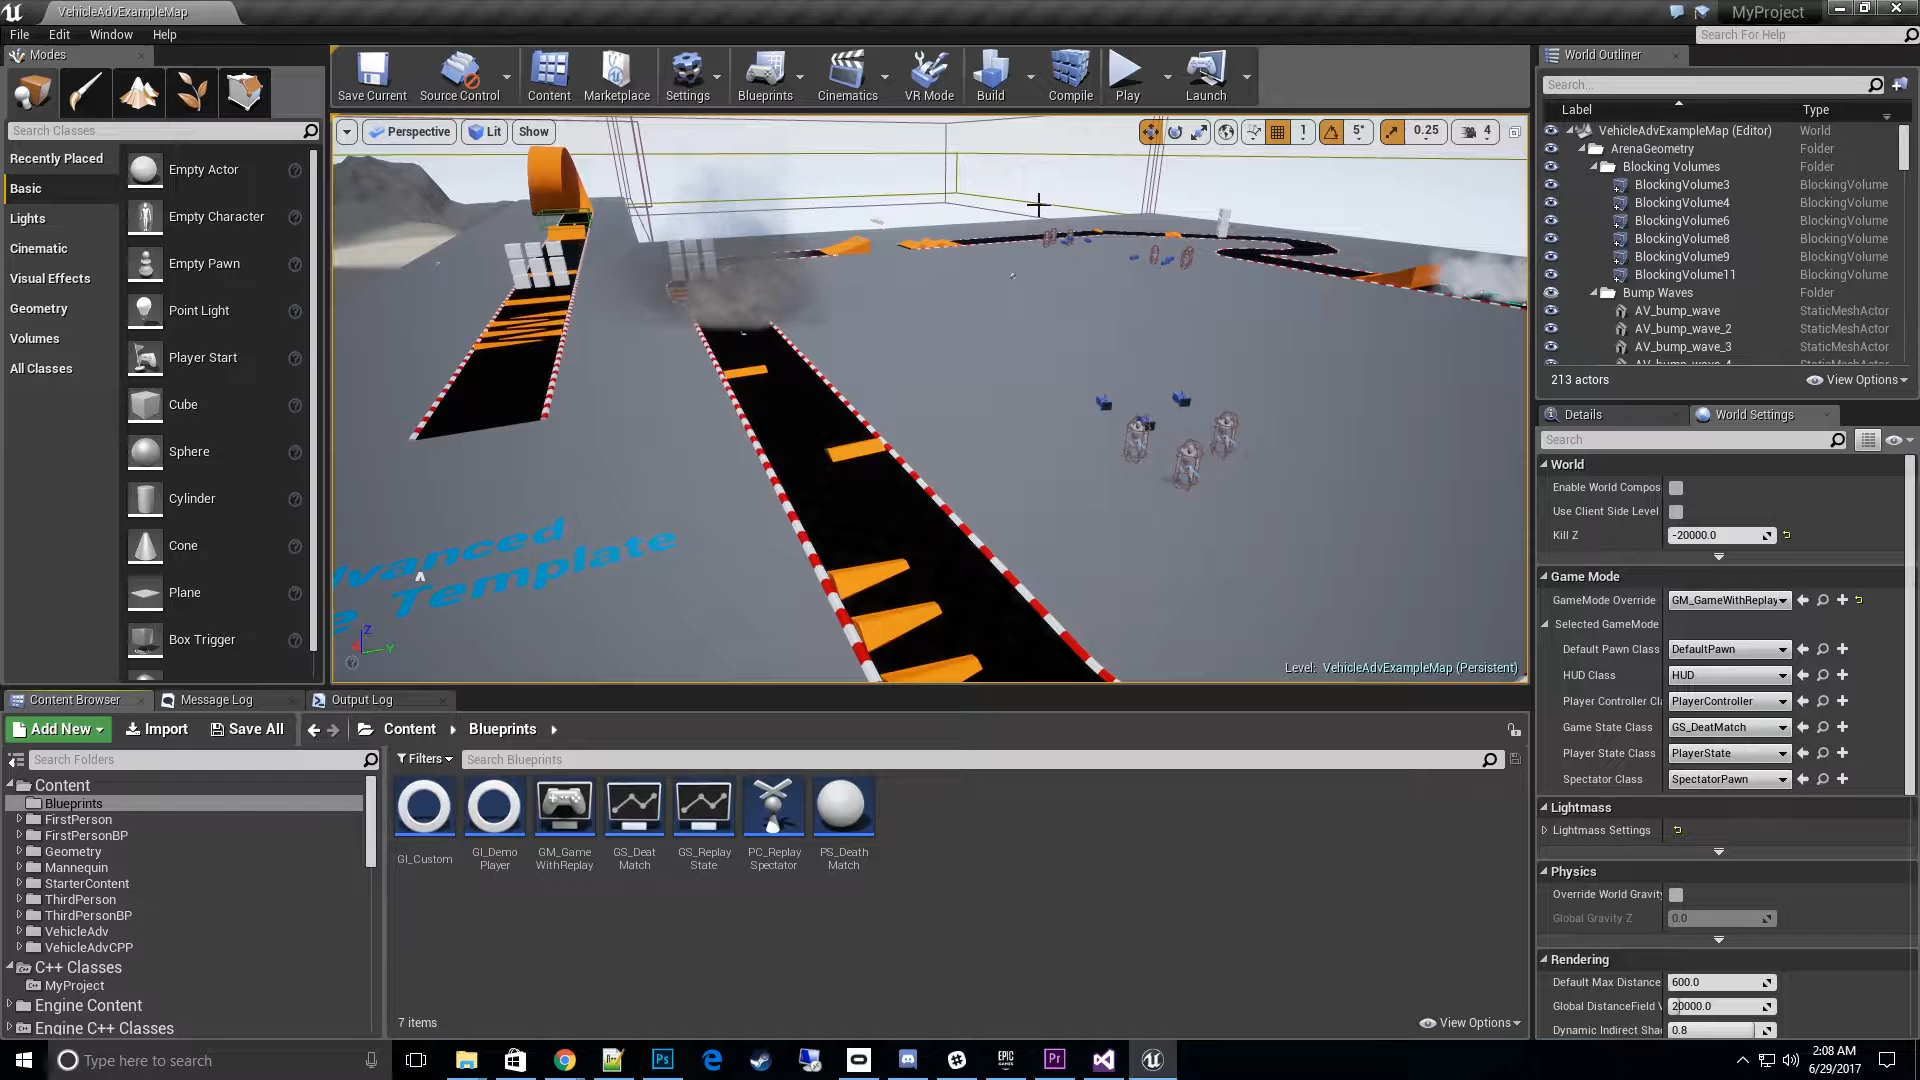 VehicleAdvExampleMap
MyProject
File Edit Window Help
Search For Help
Modes
Search Classes
Recently Placed
Basic
Lights
Cinematic
Visual Effects
Geometry
Volumes
All Classes
Empty Actor
Empty Character
Empty Pawn
Point Light
Player Start
Cube
Sphere
Cylinder
Cone
Plane
Box Trigger
Save Current Source Control Content Marketplace Settings Blueprints Cinematics VR Mode Build Compile Play Launch
Perspective Lit Show
1 5° 0.25 4
Advanced
Template
Z
Y
Level: VehicleAdvExampleMap (Persistent)
World Outliner
Search...
Label Type
VehicleAdvExampleMap (Editor) World
ArenaGeometry Folder
Blocking Volumes Folder
BlockingVolume3 BlockingVolume
BlockingVolume4 BlockingVolume
BlockingVolume6 BlockingVolume
BlockingVolume8 BlockingVolume
BlockingVolume9 BlockingVolume
BlockingVolume11 BlockingVolume
Bump Waves Folder
AV_bump_wave StaticMeshActor
AV_bump_wave_2 StaticMeshActor
AV_bump_wave_3 StaticMeshActor
213 actors View Options
Details World Settings
Search
World
Enable World Compos
Use Client Side Level
Kill Z -20000.0
Game Mode
GameMode Override GM_GameWithReplay
Selected GameMode
Default Pawn Class DefaultPawn
HUD Class HUD
Player Controller Cl PlayerController
Game State Class GS_DeatMatch
Player State Class PlayerState
Spectator Class SpectatorPawn
Lightmass
Lightmass Settings
Physics
Override World Gravity
Global Gravity Z 0.0
Rendering
Default Max Distance 600.0
Global DistanceField V 20000.0
Dynamic Indirect Sha 0.8
Content Browser Message Log Output Log
Add New Import Save All Content Blueprints
Search Folders
Filters Search Blueprints
Content
Blueprints
FirstPerson
FirstPersonBP
Geometry
Mannequin
StarterContent
ThirdPerson
ThirdPersonBP
VehicleAdv
VehicleAdvCPP
C++ Classes
MyProject
Engine Content
Engine C++ Classes
GI_Custom
GI_Demo
Player
GM_Game
WithReplay
GS_Deat
Match
GS_Replay
State
PC_Replay
Spectator
PS_Death
Match
7 items View Options
Type here to search
Ps
EPIC
GAMES
Pr
2:08 AM
6/29/2017